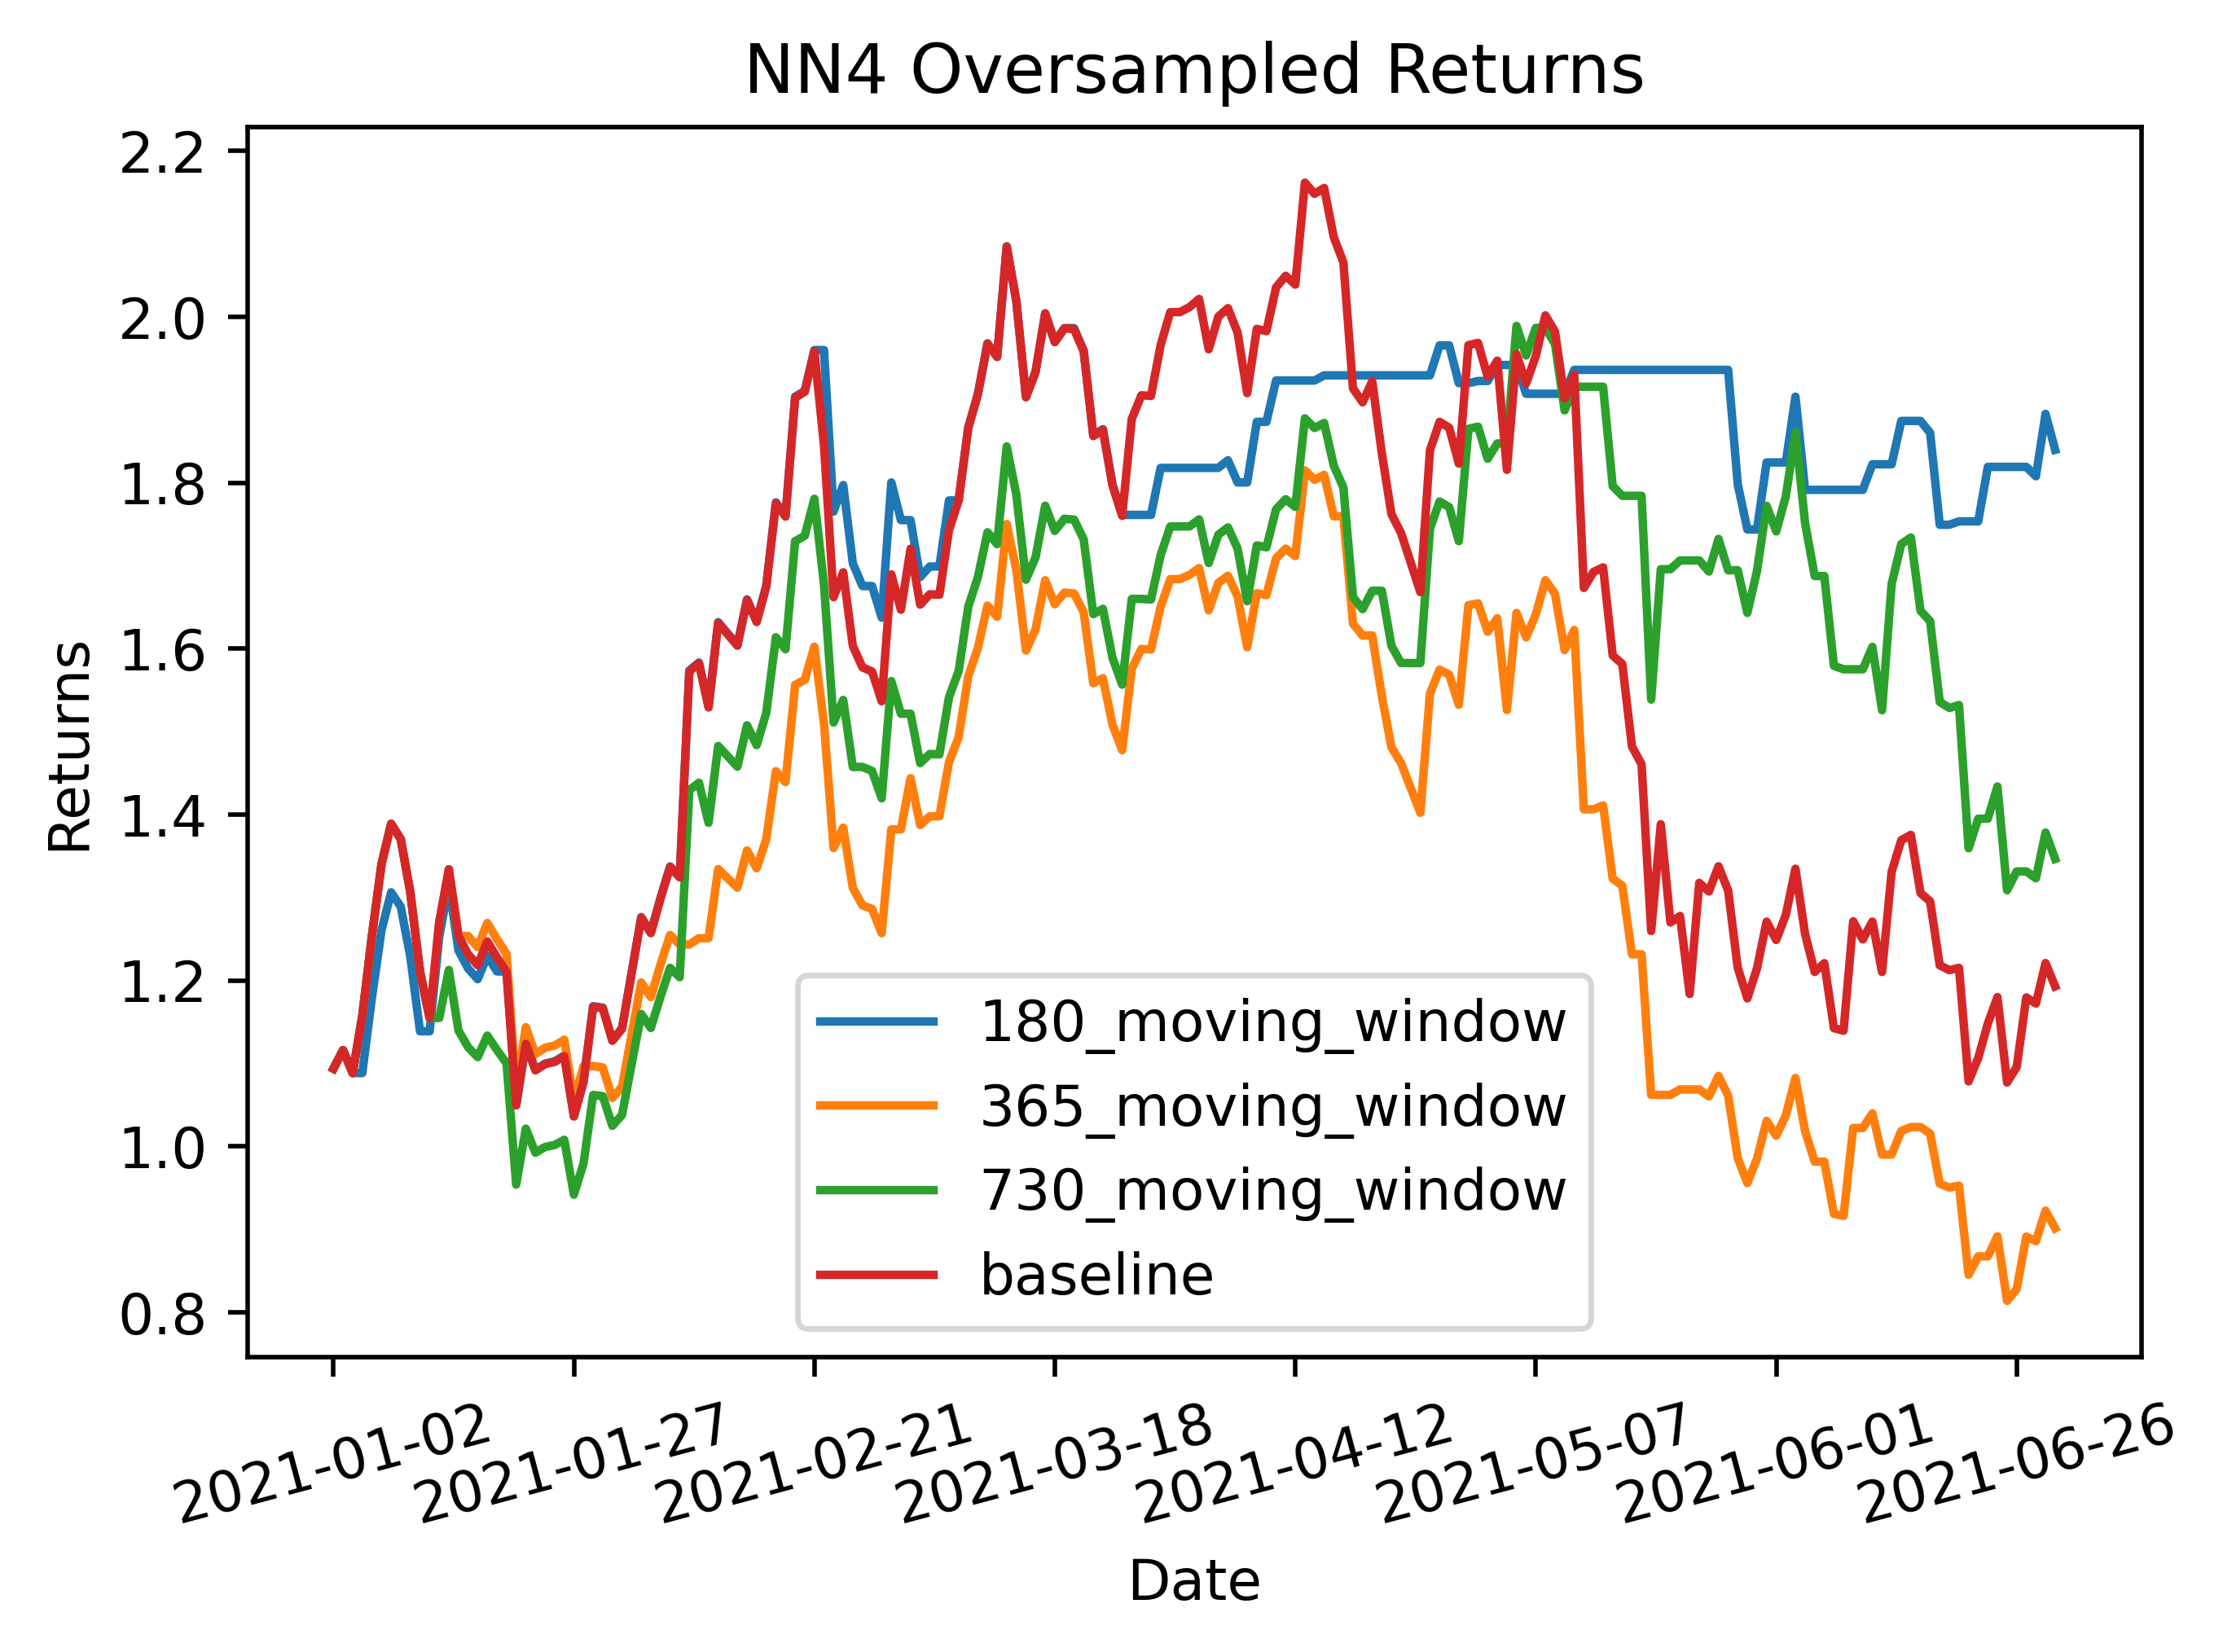 NN4 Oversampled Returns
2.2
2.0
1.8
1.6
1.4
1.2
1.0
0.8
Returns
180_moving_window
365_moving_window
730_moving_window
baseline
2021-01-02
2021-01-27
2021-02-21
2021-03-18
2021-04-12
2021-05-07
2021-06-01
2021-06-26
Date